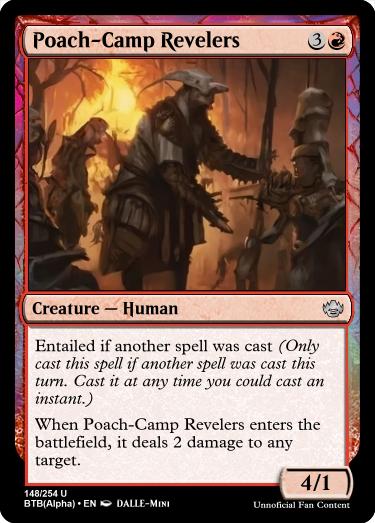 Poach-Camp Revelers 3
Creature — Human
Entailed if another spell was cast (Only
cast this spell if another spell was cast this
turn. Cast it at any time you could cast an
instant.)
When Poach-Camp Revelers enters the
battlefield, it deals 2 damage to any
target.
4/1
148/254 U
BTB(Alpha) • EN DALLE-Mini
Unnoficial Fan Content